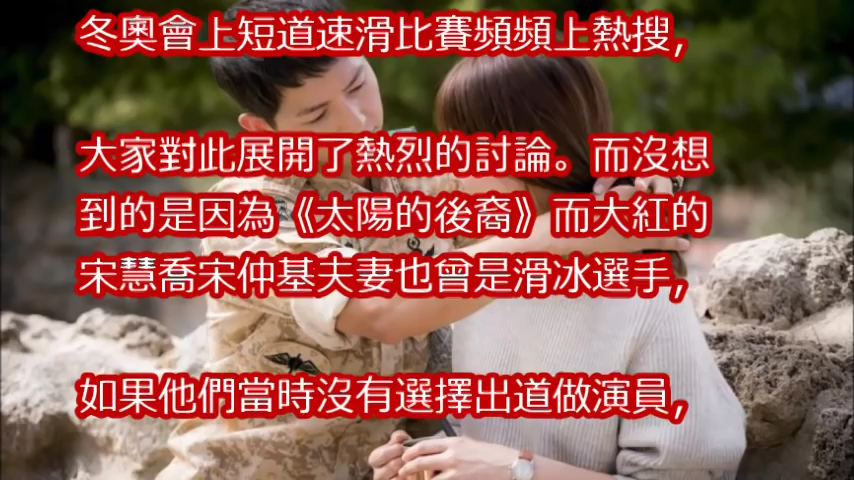 冬奧會上短道速滑比賽頻頻上熱搜，
大家對此展開了熱烈的討論。而沒想
到的是因為《太陽的後裔》而大紅的
宋慧喬宋仲基夫妻也曾是滑冰選手，
如果他們當時沒有選擇出道做演員，